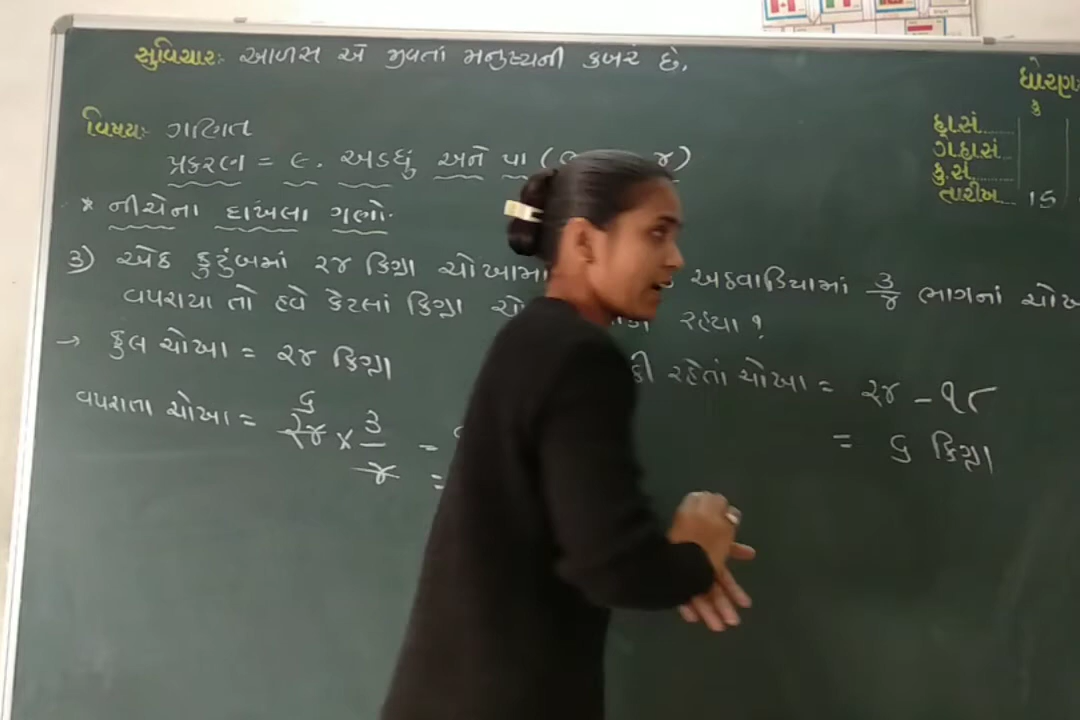 સુવિચાર: આળસ એ જીવતાં મનુષ્યની કબર છે.
વિષય: ગણિત
પ્રકરણ = ૯. અડધું અને પા (
ધોરણ:
કુ
હા.સં......
ગે.હા.સં...
કુ.સં.......
તારીખ... 15
* નીચેના દાખલા ગણો.
૩) એક કુટુંબમાં ૨૪ કિગ્રા ચોખામાં અઠવાડિયામાં ૩/૪ ભાગનાં
વપરાયા તો હવે કેટલાં કિગ્રા રહ્યા ?
→ કુલ ચોખા = ૨૪ કિગ્રા
વપરાતા ચોખા = ૬ ૨૪ × ૩/૪ =
=
રહેતાં ચોખા = ૨૪ - ૧૮
= ૬ કિગ્રા